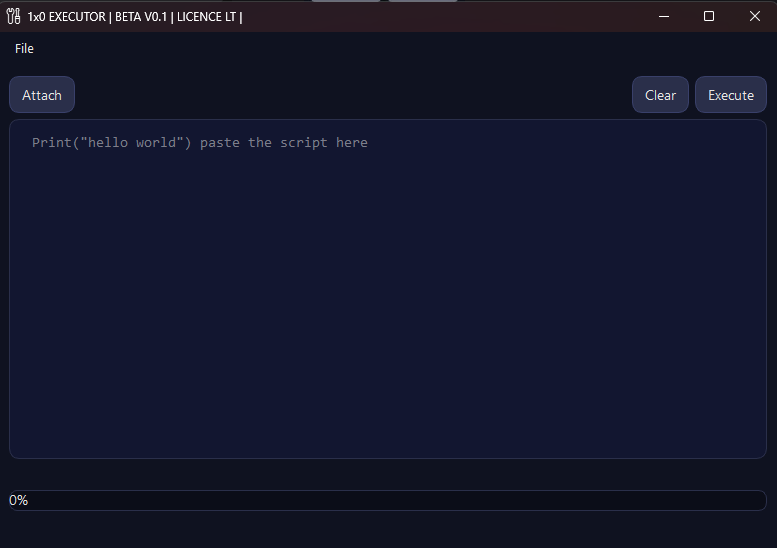 1x0 EXECUTOR | BETA V0.1 | LICENCE LT |
File
Attach
Clear
Execute
Print("hello world") paste the script here
0%